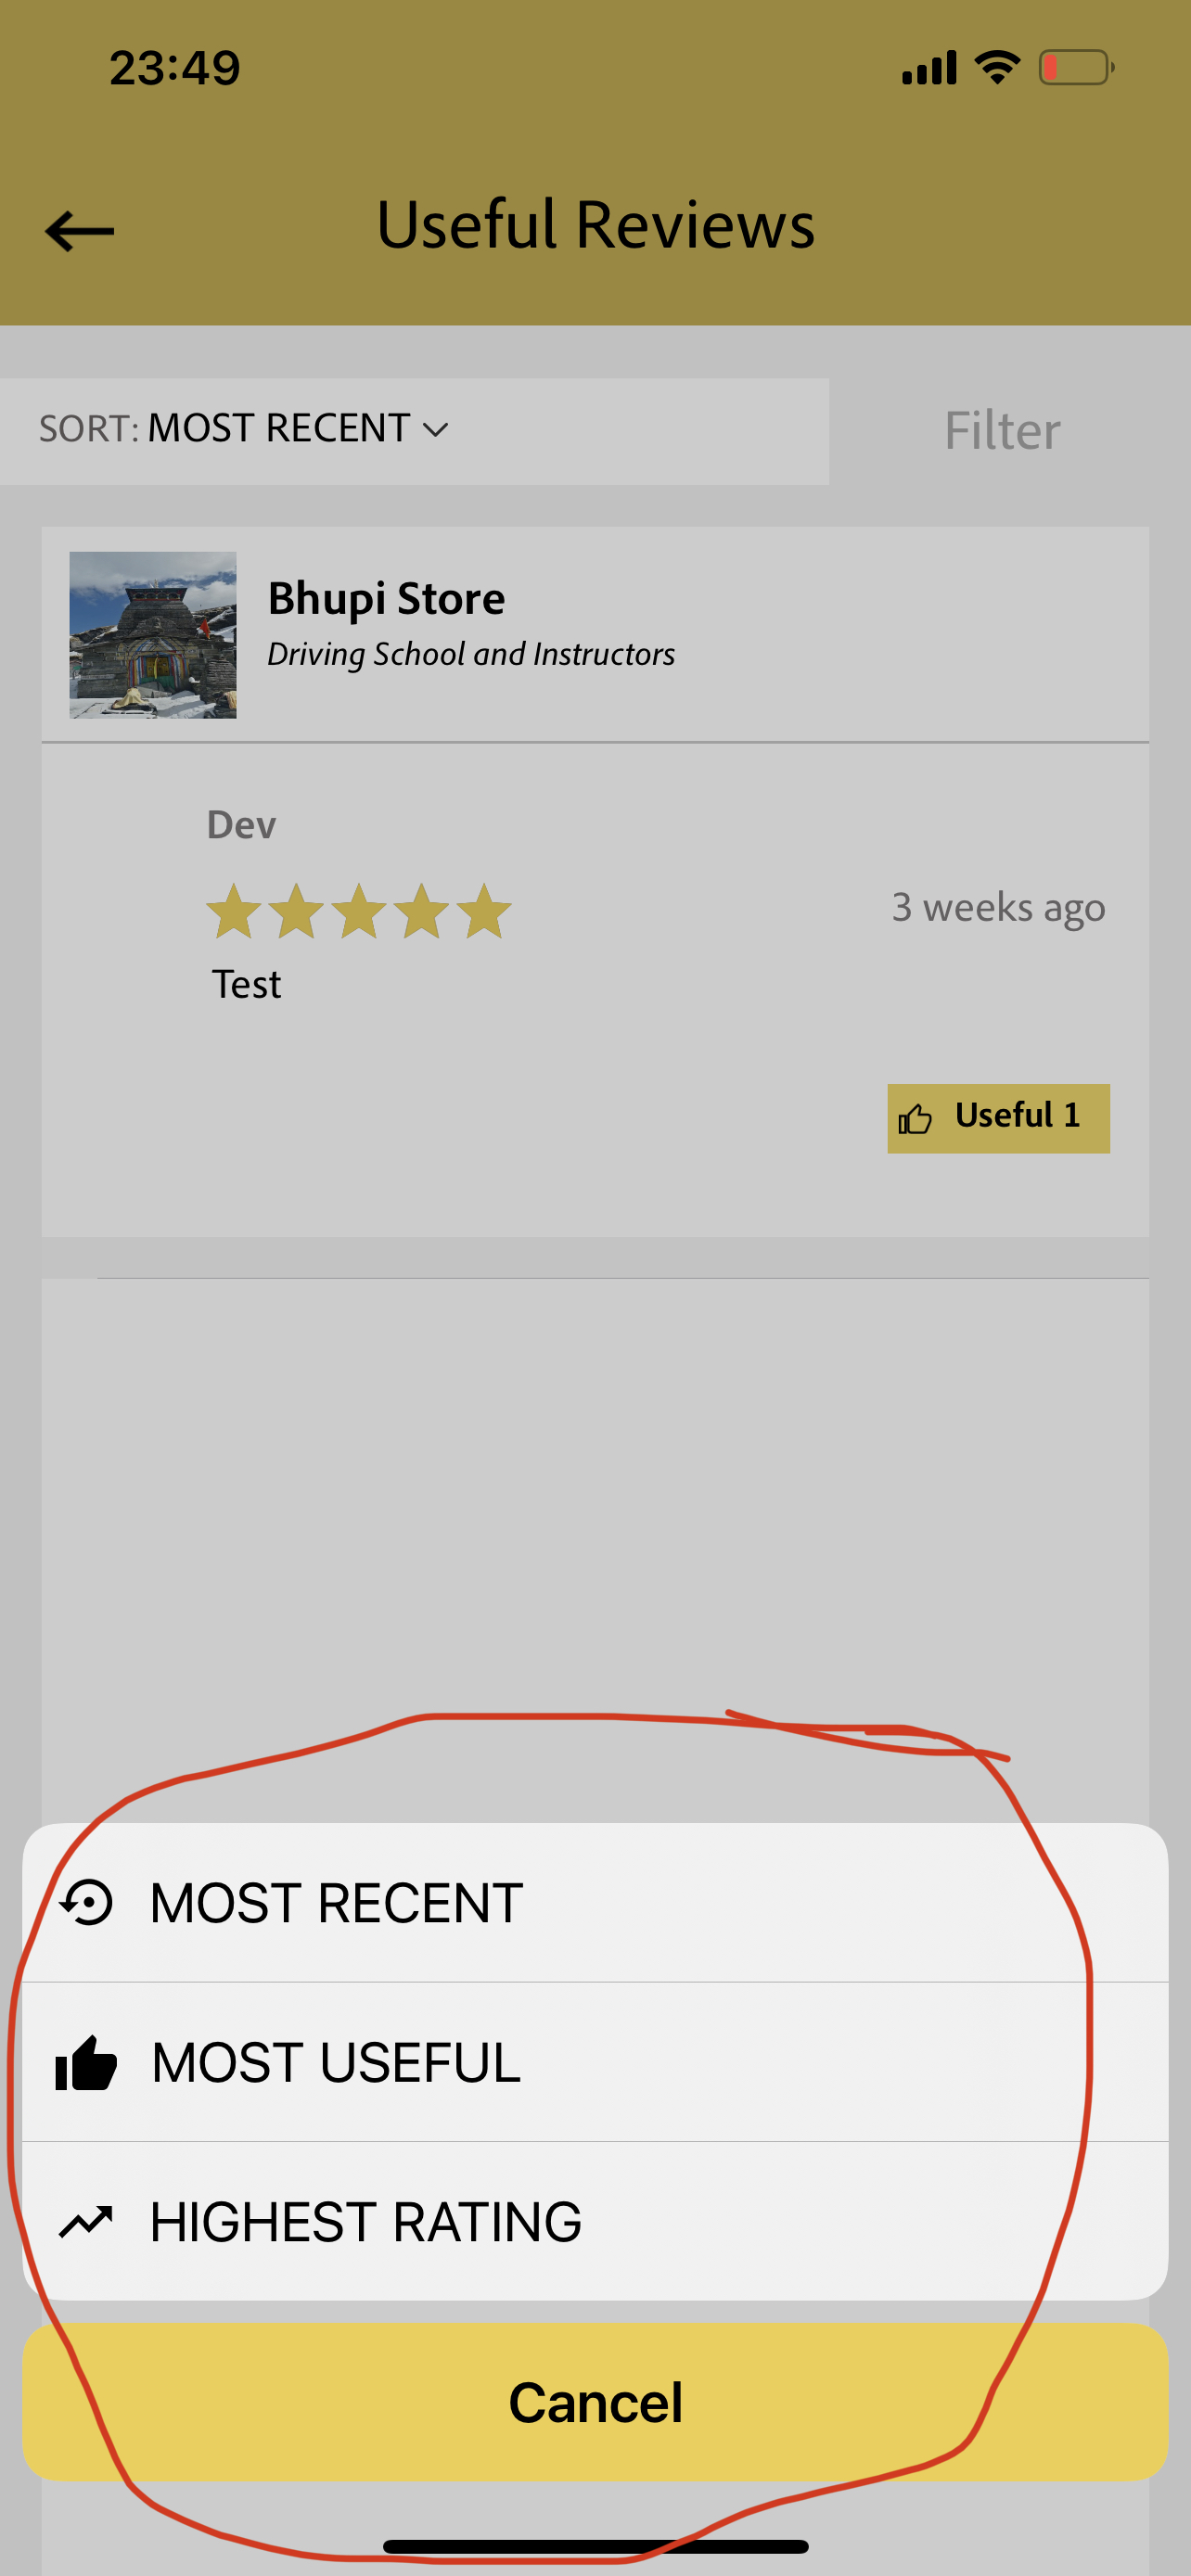 23:49
Useful Reviews
SORT: MOST RECENT
Filter
Bhupi Store
Driving School and Instructors
Dev
3 weeks ago
Test
Useful 1
MOST RECENT
MOST USEFUL
HIGHEST RATING
Cancel